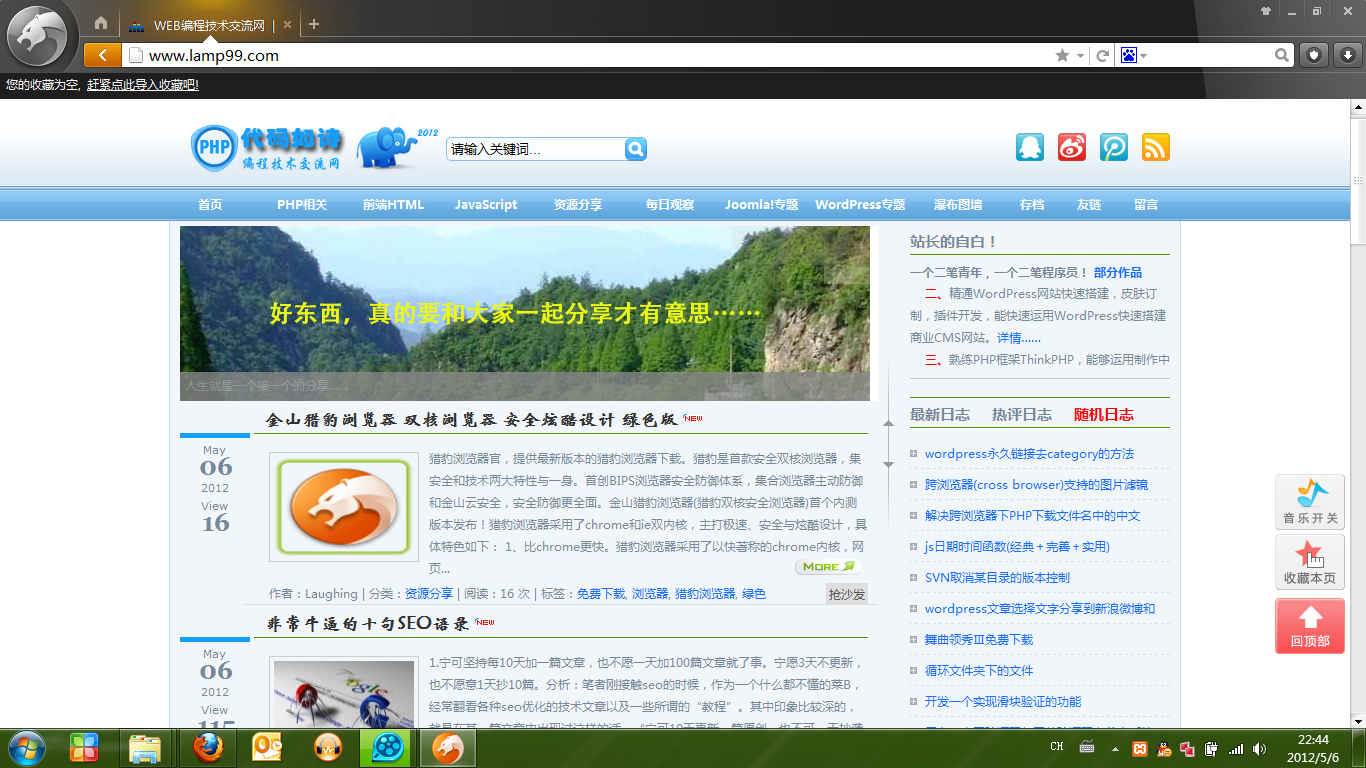 WEB编程技术交流网 |
www.lamp99.com
您的收藏为空, 赶紧点此导入收藏吧!
PHP 代码如诗
编程技术交流网
2012
请输入关键词...
首页 PHP相关 前端HTML JavaScript 资源分享 每日观察 Joomla!专题 WordPress专题 瀑布图墙 存档 友链 留言
好东西，真的要和大家一起分享才有意思……
人生就是一个接一个的分享......
金山猎豹浏览器 双核浏览器 安全炫酷设计 绿色版 NEW
May
06
2012
View
16
猎豹浏览器官，提供最新版本的猎豹浏览器下载。猎豹是首款安全双核浏览器，集
安全和技术两大特性与一身。首创BIPS浏览器安全防御体系，集合浏览器主动防御
和金山云安全，安全防御更全面。金山猎豹浏览器(猎豹双核安全浏览器)首个内测
版本发布！猎豹浏览器采用了chrome和ie双内核，主打极速、安全与炫酷设计，具
体特色如下： 1、比chrome更快。猎豹浏览器采用了以快著称的chrome内核，网
页...
MORE
作者：Laughing | 分类：资源分享 | 阅读：16 次 | 标签：免费下载, 浏览器, 猎豹浏览器, 绿色
抢沙发
非常牛逼的十句SEO语录 NEW
May
06
2012
View
115
1.宁可坚持每10天加一篇文章，也不愿一天加100篇文章就了事。宁愿3天不更新，
也不愿意1天抄10篇。分析：笔者刚接触seo的时候，作为一个什么都不懂的菜B，
经常翻看各种seo优化的技术文章以及一些所谓的“教程”。其中印象比较深的，
站长的自白！
一个二笔青年，一个二笔程序员！ 部分作品
二、精通WordPress网站快速搭建，皮肤订
制，插件开发，能快速运用WordPress快速搭建
商业CMS网站。详情......
三、熟练PHP框架ThinkPHP，能够运用制作中
最新日志 热评日志 随机日志
wordpress永久链接去category的方法
跨浏览器(cross browser)支持的图片滤镜
解决跨浏览器下PHP下载文件名中的中文
js日期时间函数(经典＋完善＋实用)
SVN取消某目录的版本控制
wordpress文章选择文字分享到新浪微博和
舞曲领秀Ⅲ免费下载
循环文件夹下的文件
开发一个实现滑块验证的功能
音乐开关
收藏本页
回顶部
CH
22:44
2012/5/6